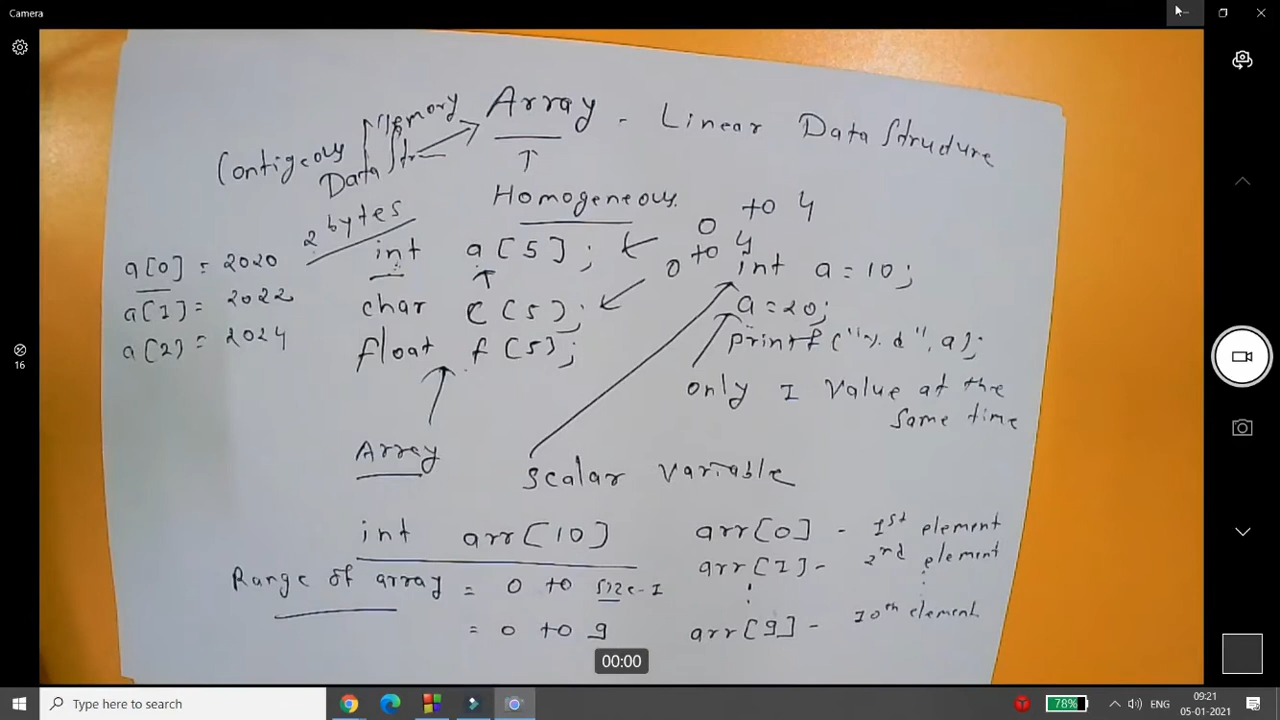 Camera
Array - Linear Data Structure
Contigeous Memory
Data Str
Homogeneous.
2 bytes
int a[5]; 0 to 4
char c[5]; 0 to 4
float f[5];
a[0] = 2020
a[1] = 2022
a[2] = 2024
int a = 10;
a = 20;
printf("%d", a);
only 1 value at the
same time
Array
Scalar Variable
int arr[10]
Range of array = 0 to size-1
= 0 to 9
arr[0] - 1st element
arr[1] - 2nd element
arr[9] - 10th element
00:00
16
Type here to search
78%
ENG
09:21
05-01-2021